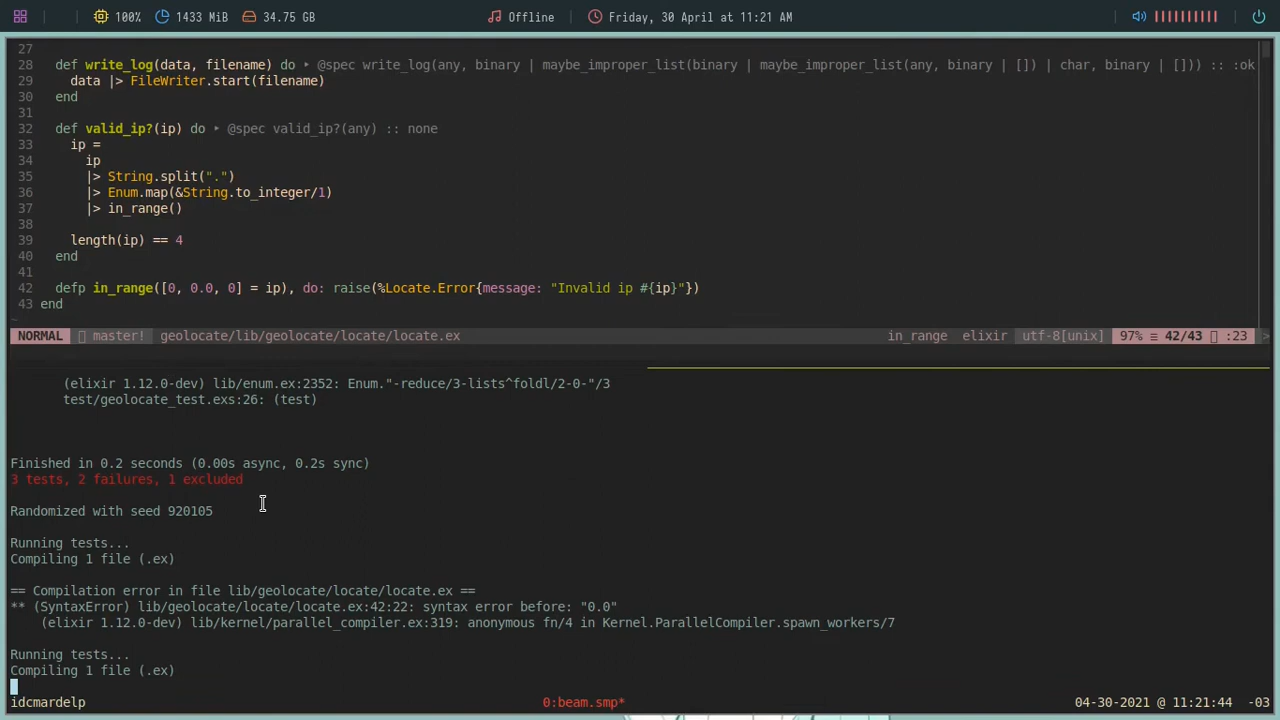 100% 1433 MiB 34.75 GB Offline Friday, 30 April at 11:21 AM
27
28 def write_log(data, filename) do ‣ @spec write_log(any, binary | maybe_improper_list(binary | maybe_improper_list(any, binary | []) | char, binary | [])) :: :ok
29 data |> FileWriter.start(filename)
30 end
31
32 def valid_ip?(ip) do ‣ @spec valid_ip?(any) :: none
33 ip =
34 ip
35 |> String.split(".")
36 |> Enum.map(&String.to_integer/1)
37 |> in_range()
38
39 length(ip) == 4
40 end
41
42 defp in_range([0, 0.0, 0] = ip), do: raise(%Locate.Error{message: "Invalid ip #{ip}"})
43 end
~
NORMAL master! geolocate/lib/geolocate/locate/locate.ex in_range elixir utf-8[unix] 97% ≡ 42/43 :23 >
(elixir 1.12.0-dev) lib/enum.ex:2352: Enum."-reduce/3-lists^foldl/2-0-"/3
test/geolocate_test.exs:26: (test)
Finished in 0.2 seconds (0.00s async, 0.2s sync)
3 tests, 2 failures, 1 excluded
Randomized with seed 920105
Running tests...
Compiling 1 file (.ex)
== Compilation error in file lib/geolocate/locate/locate.ex ==
** (SyntaxError) lib/geolocate/locate/locate.ex:42:22: syntax error before: "0.0"
(elixir 1.12.0-dev) lib/kernel/parallel_compiler.ex:319: anonymous fn/4 in Kernel.ParallelCompiler.spawn_workers/7
Running tests...
Compiling 1 file (.ex)
idcmardelp 0:beam.smp* 04-30-2021 @ 11:21:44 -03